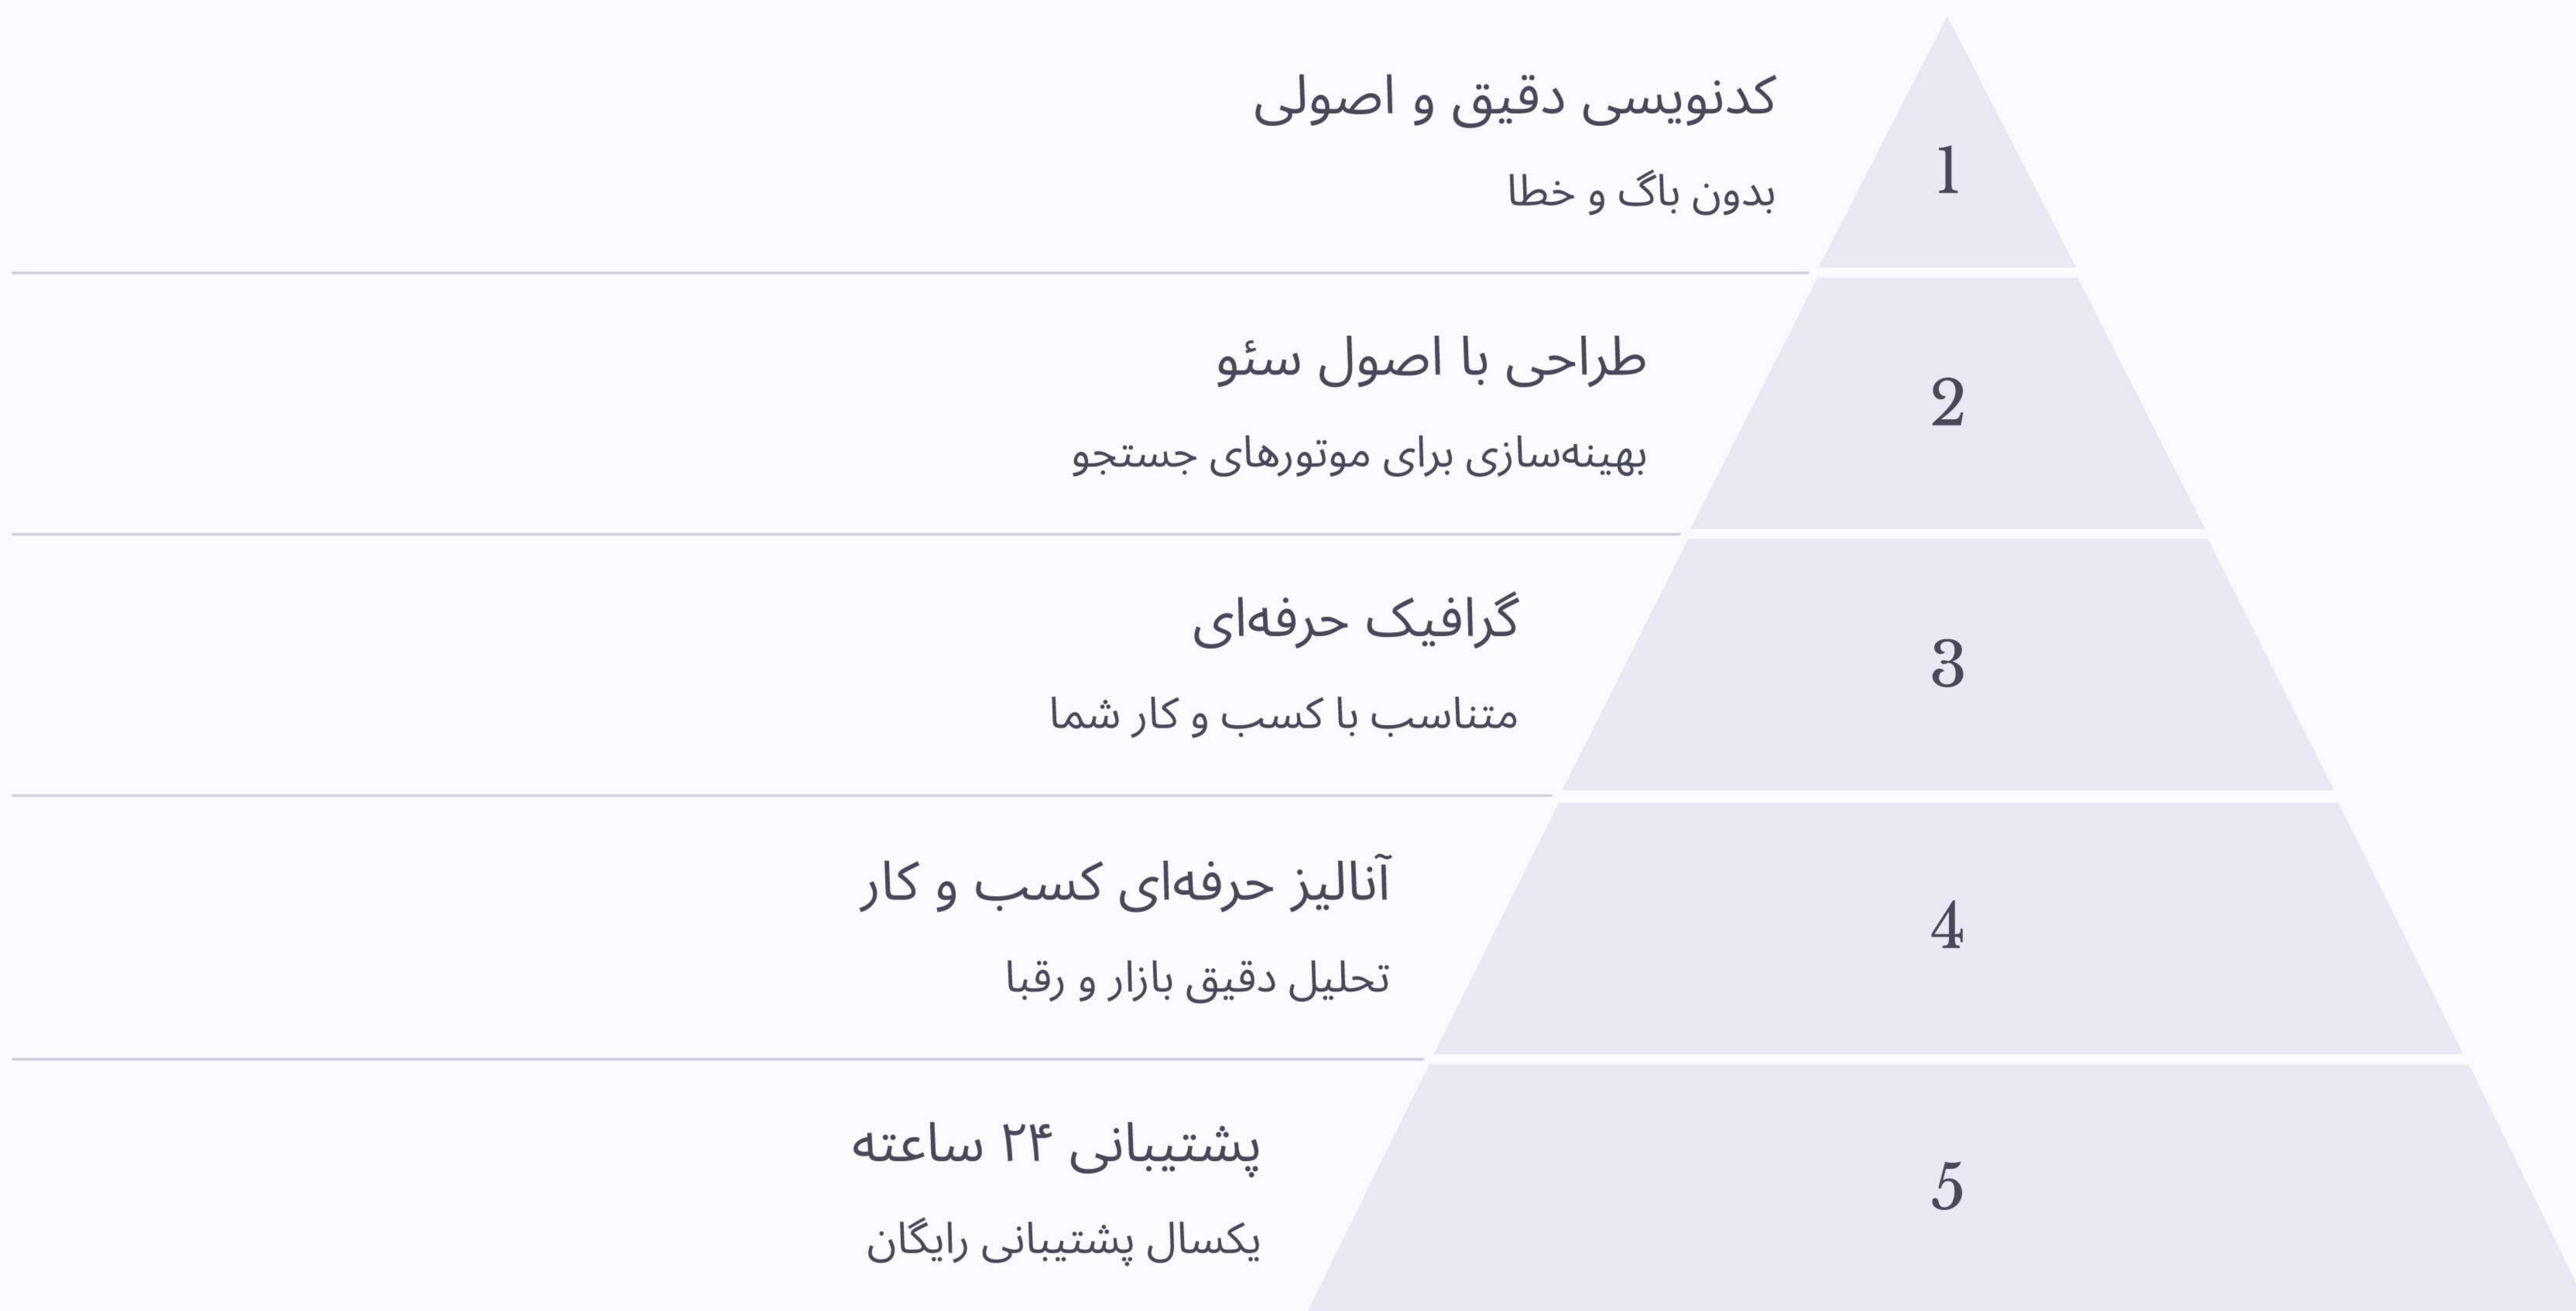 1
کدنویسی دقیق و اصولی
بدون باگ و خطا
2
طراحی با اصول سئو
بهینه‌سازی برای موتورهای جستجو
3
گرافیک حرفه‌ای
متناسب با کسب و کار شما
4
آنالیز حرفه‌ای کسب و کار
تحلیل دقیق بازار و رقبا
5
پشتیبانی ۲۴ ساعته
یکسال پشتیبانی رایگان